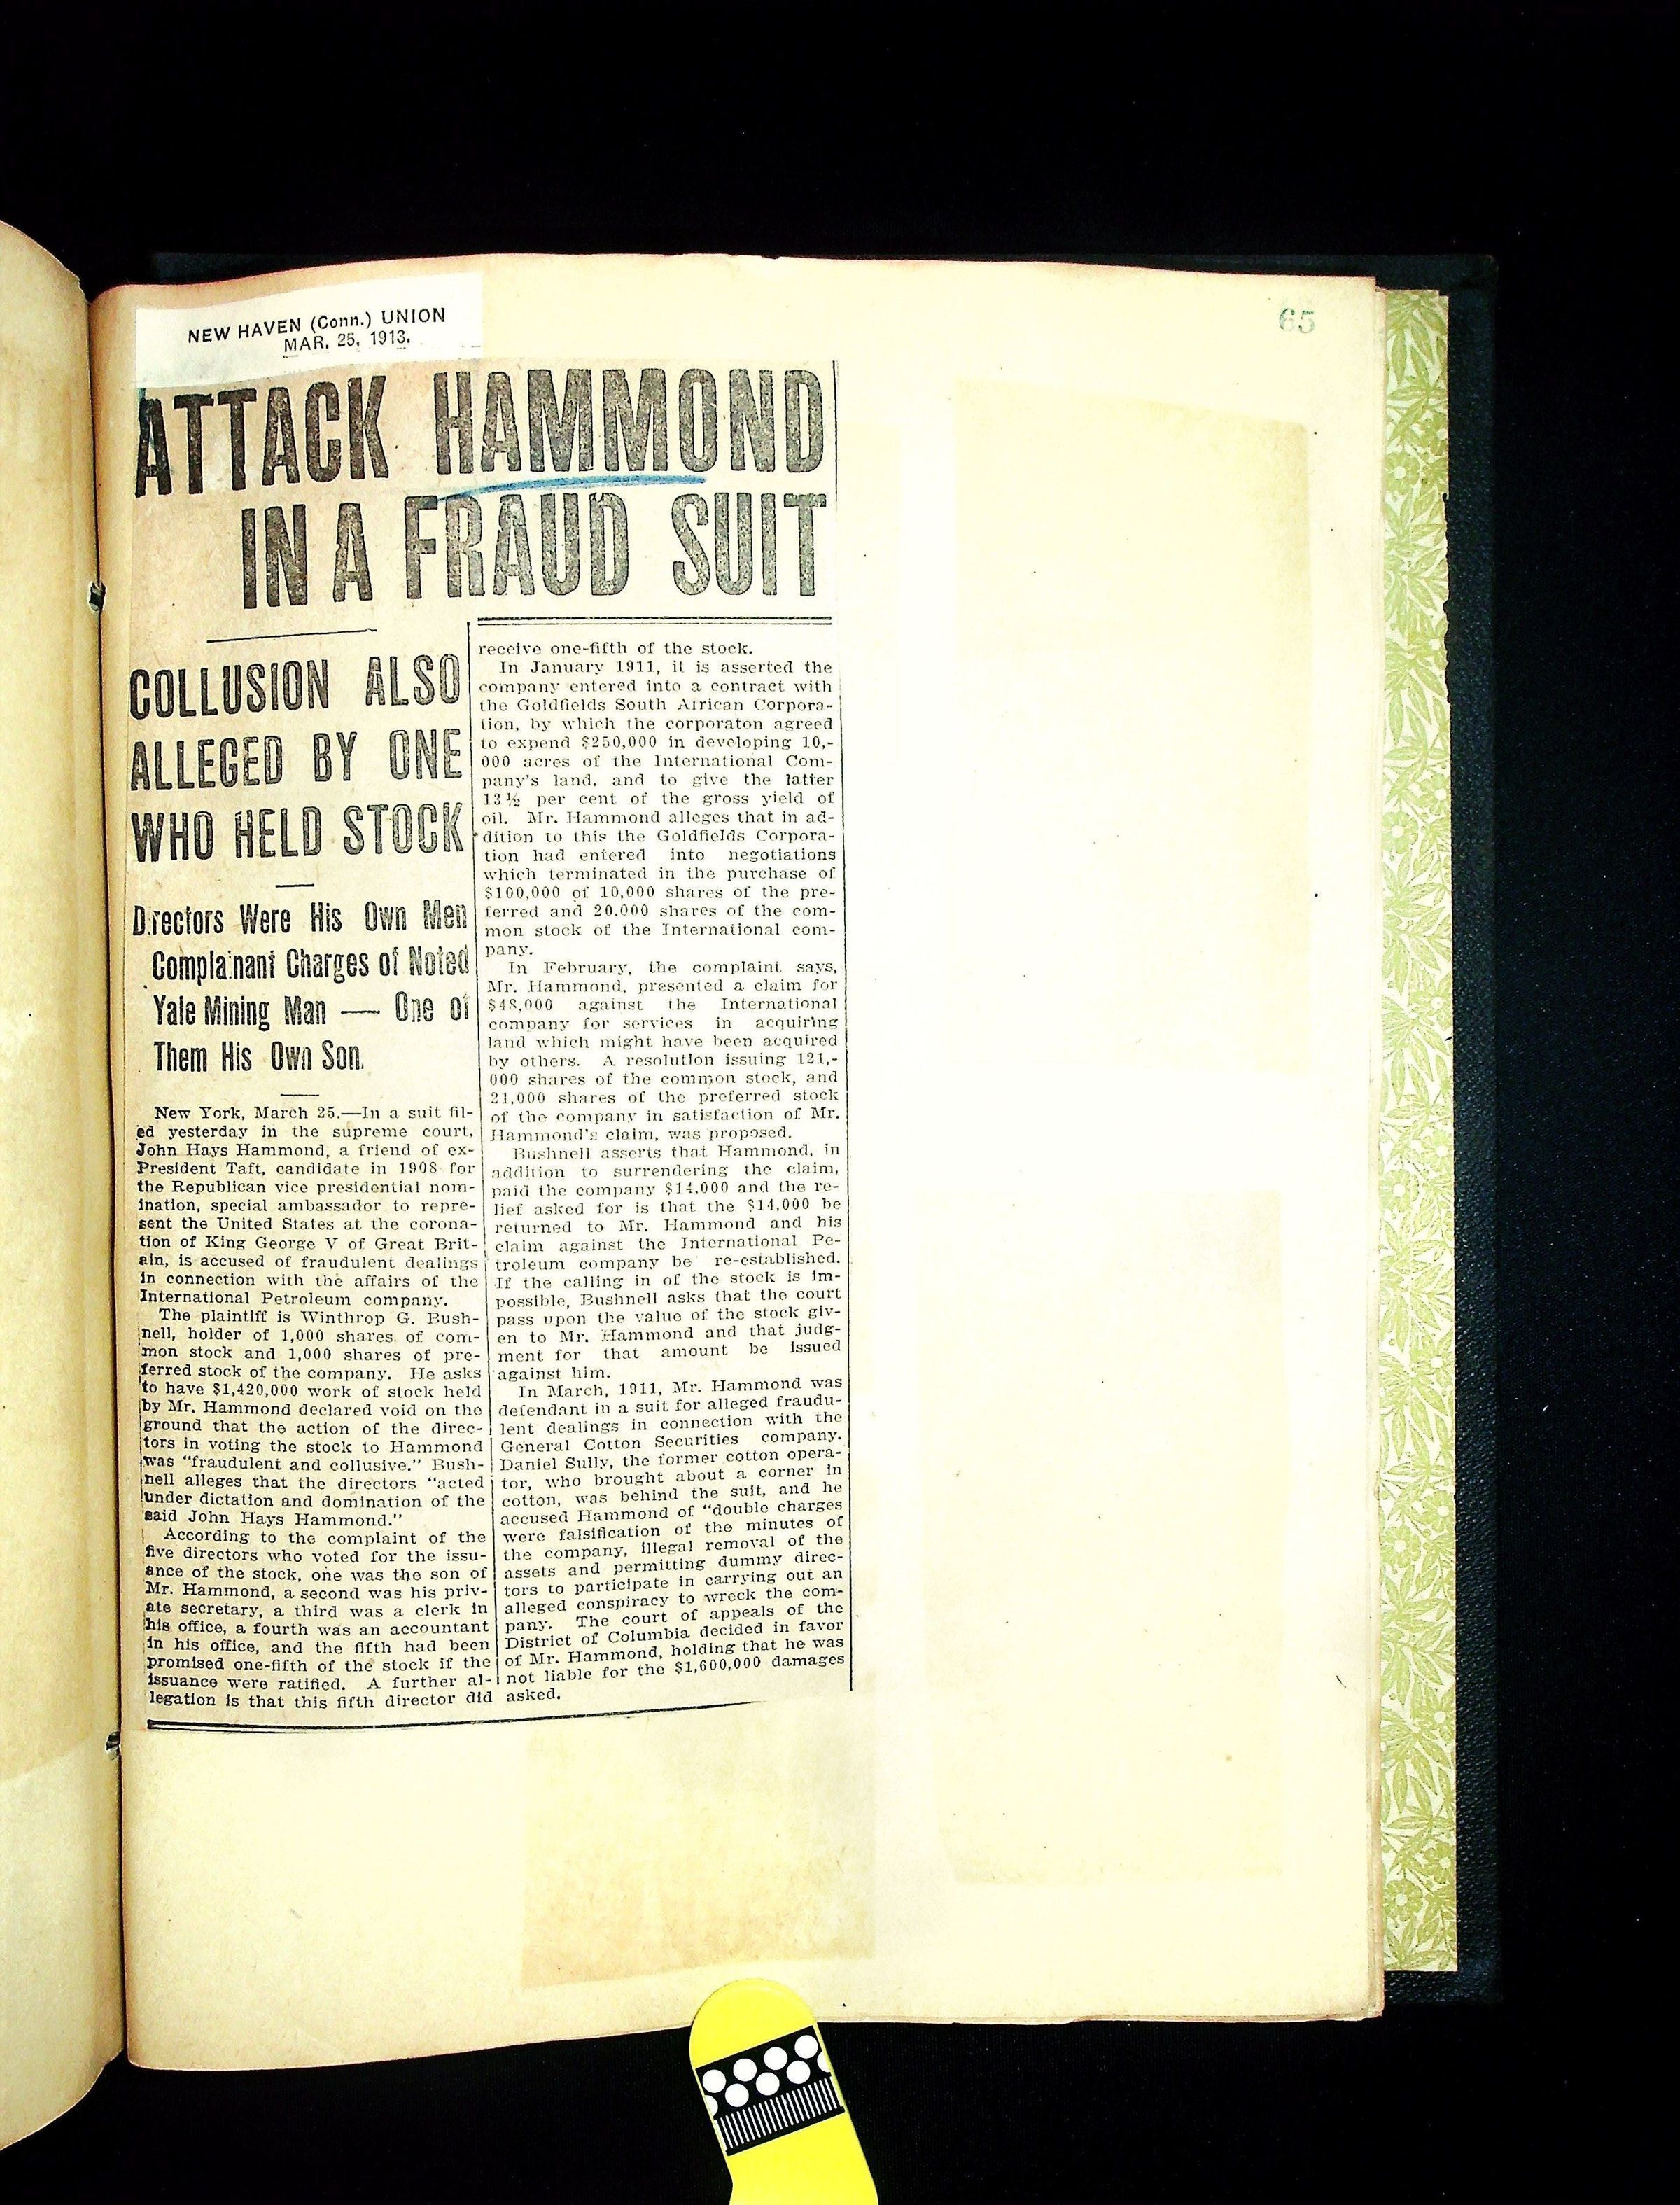 65
NEW HAVEN (Conn.) UNION
MAR. 25, 1913.
ATTACK HAMMOND
IN A FRAUD SUIT
COLLUSION ALSO
ALLEGED BY ONE
WHO HELD STOCK
Directors Were His Own Men
Complainant Charges of Noted
Yale Mining Man — One of
Them His Own Son.
New York, March 25.—In a suit fil-
ed yesterday in the supreme court,
John Hays Hammond, a friend of ex-
President Taft, candidate in 1908 for
the Republican vice presidential nom-
ination, special ambassador to repre-
sent the United States at the corona-
tion of King George V of Great Brit-
ain, is accused of fraudulent dealings
in connection with the affairs of the
International Petroleum company.
The plaintiff is Winthrop G. Bush-
nell, holder of 1,000 shares of com-
mon stock and 1,000 shares of pre-
ferred stock of the company. He asks
to have $1,420,000 work of stock held
by Mr. Hammond declared void on the
ground that the action of the direc-
tors in voting the stock to Hammond
was "fraudulent and collusive." Bush-
nell alleges that the directors "acted
under dictation and domination of the
said John Hays Hammond."
According to the complaint of the
five directors who voted for the issu-
ance of the stock, one was the son of
Mr. Hammond, a second was his priv-
ate secretary, a third was a clerk in
his office, a fourth was an accountant
in his office, and the fifth had been
promised one-fifth of the stock if the
issuance were ratified. A further al-
legation is that this fifth director did
receive one-fifth of the stock.
In January 1911, it is asserted the
company entered into a contract with
the Goldfields South African Corpora-
tion, by which the corporaton agreed
to expend $250,000 in developing 10,-
000 acres of the International Com-
pany's land, and to give the latter
13½ per cent of the gross yield of
oil. Mr. Hammond alleges that in ad-
dition to this the Goldfields Corpora-
tion had entered into negotiations
which terminated in the purchase of
$100,000 of 10,000 shares of the pre-
ferred and 20.000 shares of the com-
mon stock of the International com-
pany.
In February, the complaint says,
Mr. Hammond, presented a claim for
$48,000 against the International
company for services in acquiring
land which might have been acquired
by others. A resolution issuing 121,-
000 shares of the common stock, and
21,000 shares of the preferred stock
of the company in satisfaction of Mr.
Hammond's claim, was proposed.
Bushnell asserts that Hammond, in
addition to surrendering the claim,
paid the company $14,000 and the re-
lief asked for is that the $14,000 be
returned to Mr. Hammond and his
claim against the International Pe-
troleum company be re-established.
If the calling in of the stock is im-
possible, Bushnell asks that the court
pass upon the value of the stock giv-
en to Mr. Hammond and that judg-
ment for that amount be issued
against him.
In March, 1911, Mr. Hammond was
defendant in a suit for alleged fraudu-
lent dealings in connection with the
General Cotton Securities company.
Daniel Sully, the former cotton opera-
tor, who brought about a corner in
cotton, was behind the suit, and he
accused Hammond of "double charges
were falsification of the minutes of
the company, illegal removal of the
assets and permitting dummy direc-
tors to participate in carrying out an
alleged conspiracy to wreck the com-
pany. The court of appeals of the
District of Columbia decided in favor
of Mr. Hammond, holding that he was
not liable for the $1,600,000 damages
asked.